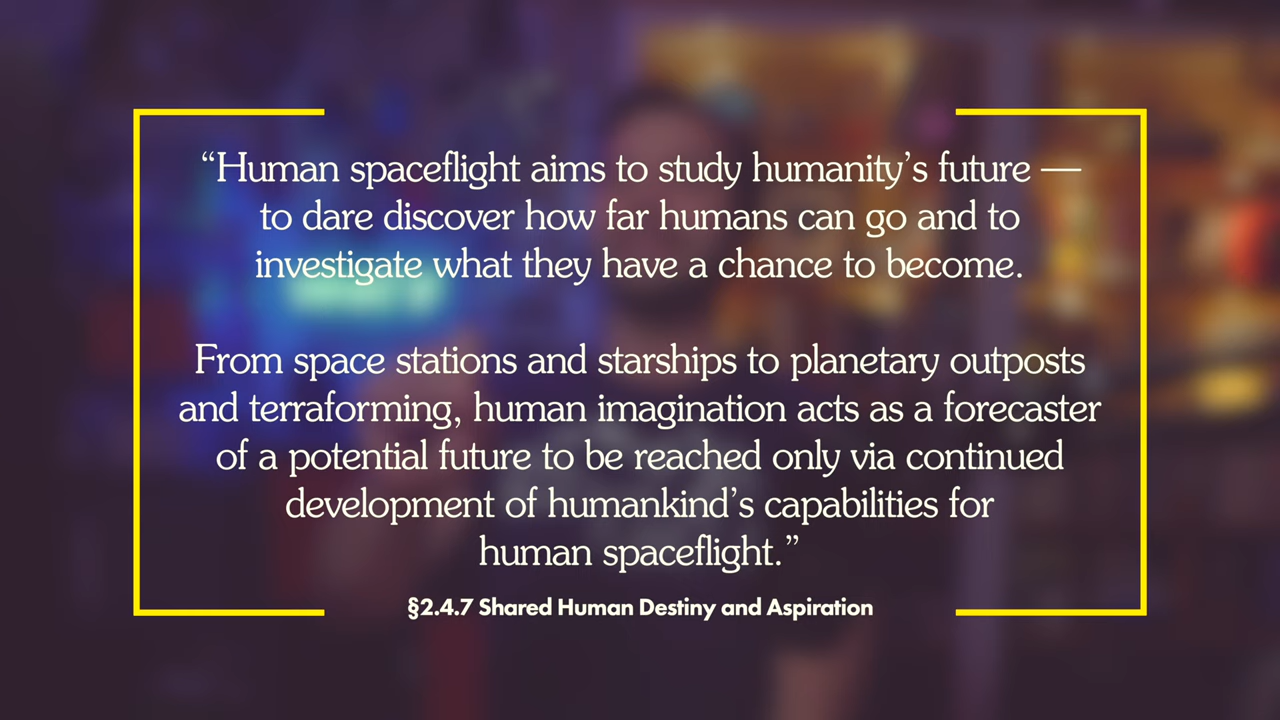 “Human spaceflight aims to study humanity’s future —
to dare discover how far humans can go and to
investigate what they have a chance to become.
From space stations and starships to planetary outposts
and terraforming, human imagination acts as a forecaster
of a potential future to be reached only via continued
development of humankind’s capabilities for
human spaceflight.”
§2.4.7 Shared Human Destiny and Aspiration